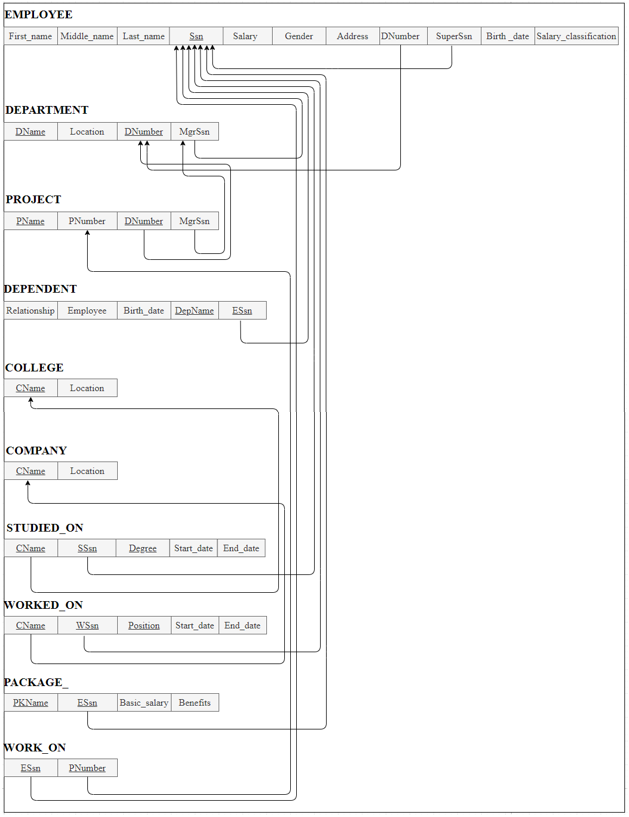 EMPLOYEE
First_name Middle_name Last_name Ssn Salary Gender Address DNumber SuperSsn Birth _date Salary_classification
DEPARTMENT
DName Location DNumber MgrSsn
PROJECT
PName PNumber DNumber MgrSsn
DEPENDENT
Relationship Employee Birth_date DepName ESsn
COLLEGE
CName Location
COMPANY
CName Location
STUDIED_ON
CName SSsn Degree Start_date End_date
WORKED_ON
CName WSsn Position Start_date End_date
PACKAGE_
PKName ESsn Basic_salary Benefits
WORK_ON
ESsn PNumber